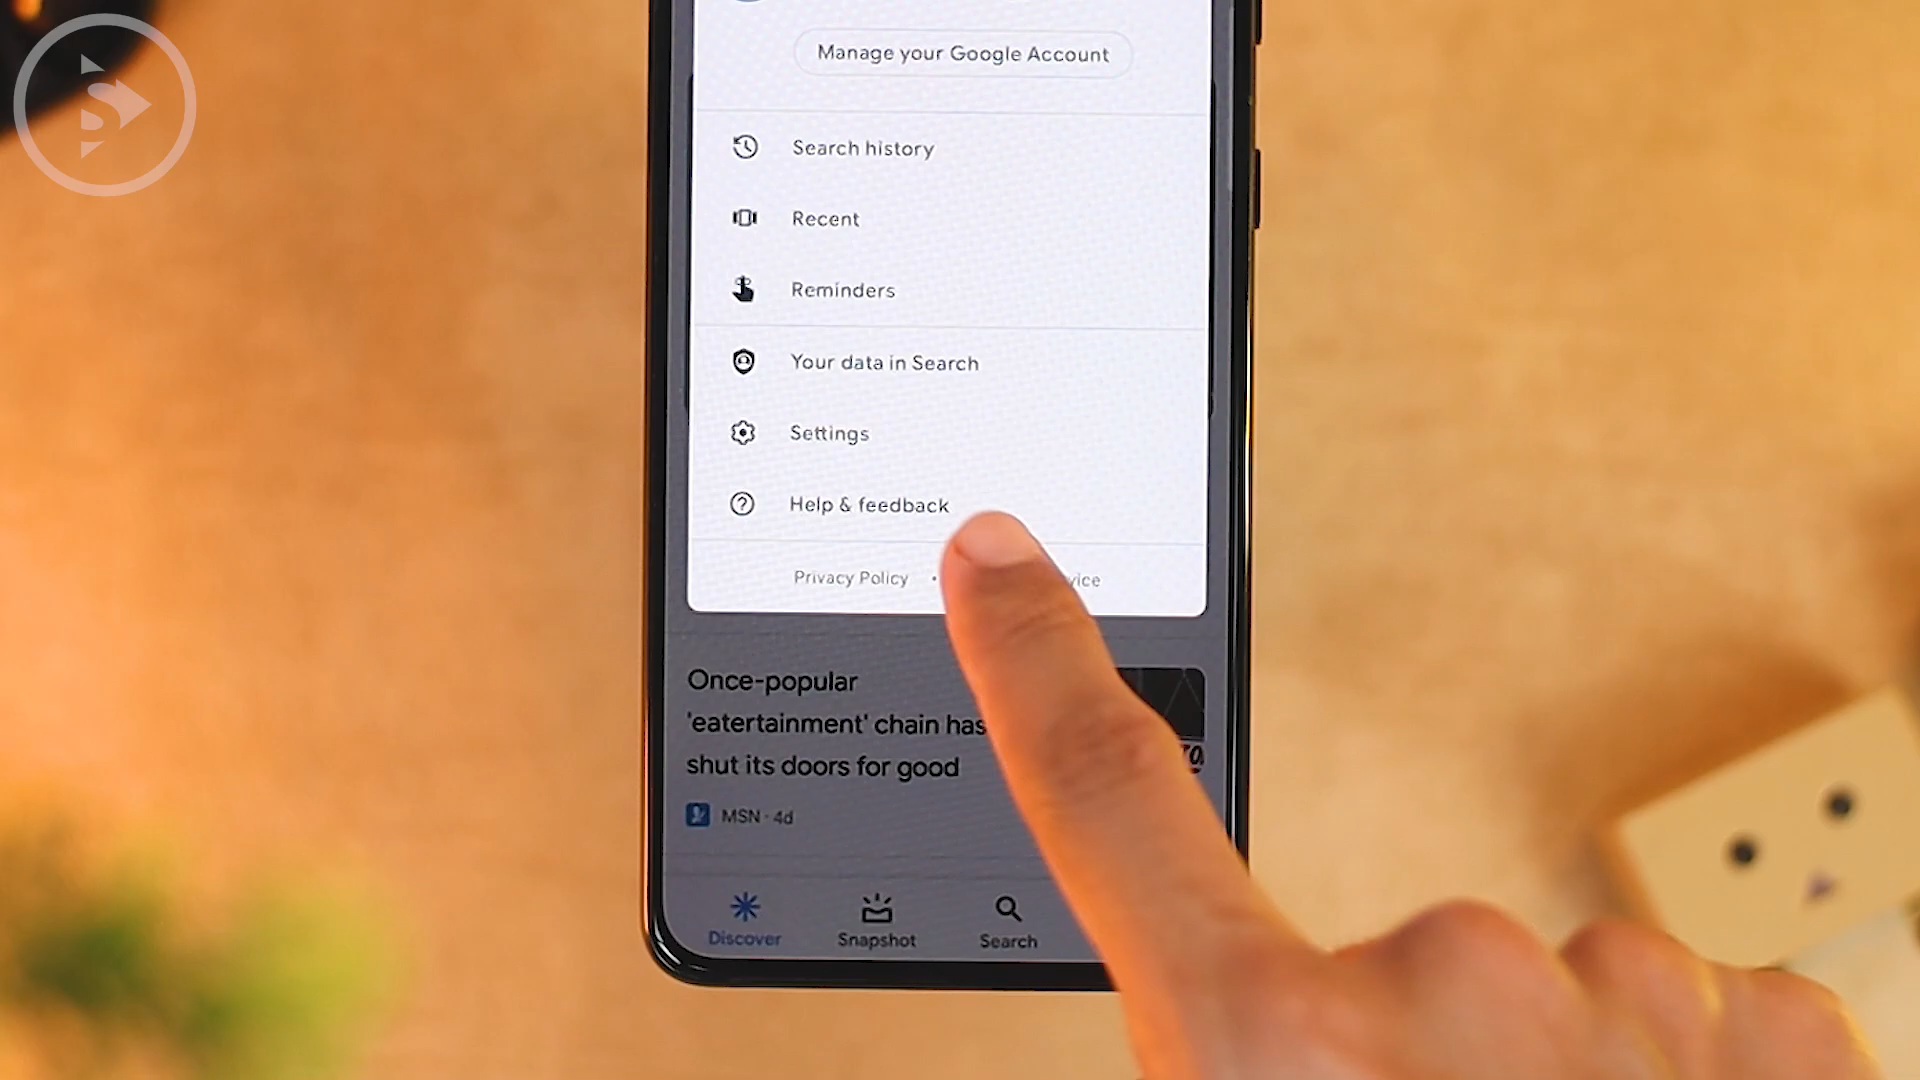 Manage your Google Account
Search history
Recent
Reminders
Your data in Search
Settings
Help & feedback
Privacy Policy •
Once-popular
'eatertainment' chain has
shut its doors for good
MSN · 4d
Discover
Snapshot
Search